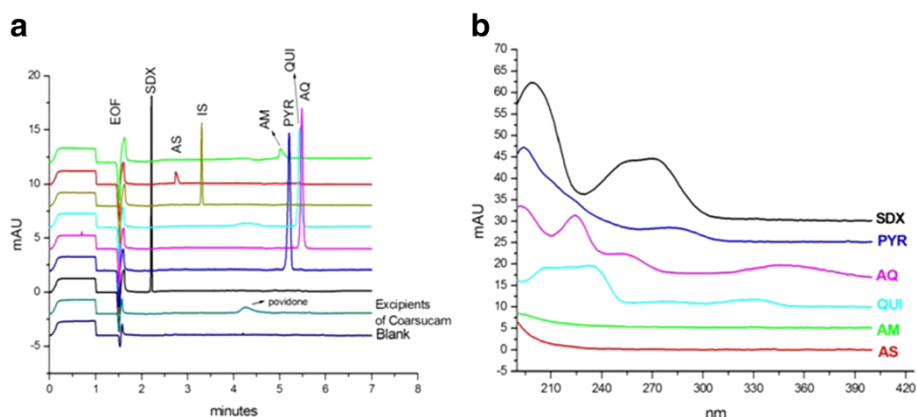 a
20
15
10
5
0
-5
mAU
EOF
SDX
AS
IS
AM
PYR
QUI
AQ
povidone
Excipients
of Coarsucam
Blank
0 1 2 3 4 5 6 7 8
minutes
b
70
65
60
55
50
45
40
35
30
25
20
15
10
5
0
-5
mAU
SDX
PYR
AQ
QUI
AM
AS
210 240 270 300 330 360 390 420
nm